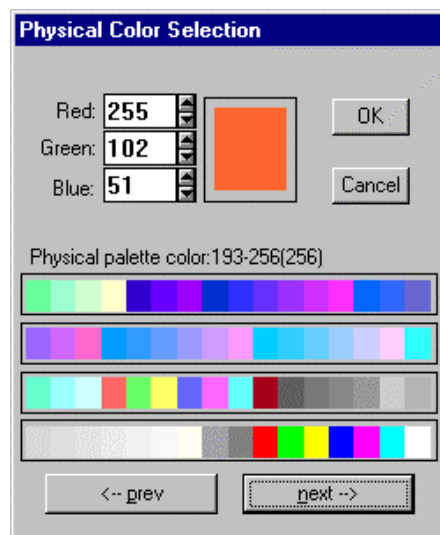 Physical Color Selection
Red: 255
OK
Green: 102
Blue: 51
Cancel
Physical palette color:193-256(256)
<-- prev
next -->